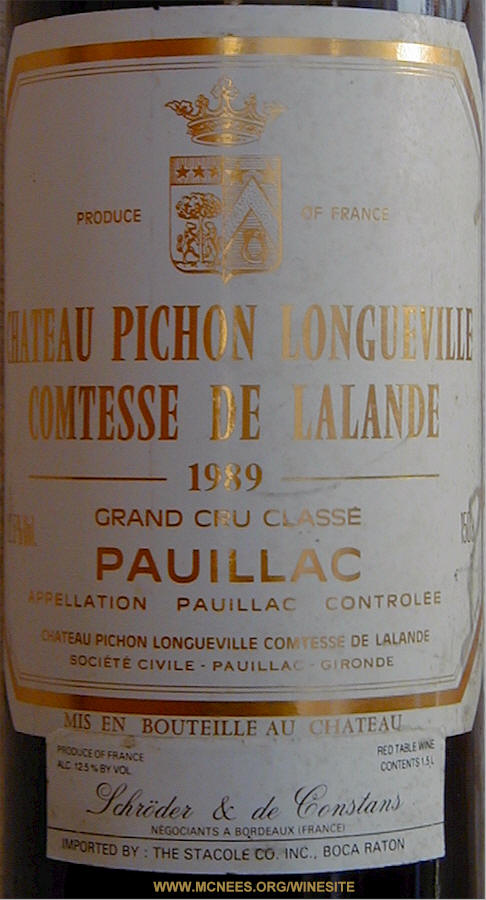 PRODUCE OF FRANCE
CHATEAU PICHON LONGUEVILLE
COMTESSE DE LALANDE
1989
GRAND CRU CLASSÉ
PAUILLAC
APPELLATION PAUILLAC CONTROLÉE
CHATEAU PICHON LONGUEVILLE COMTESSE DE LALANDE
SOCIÉTÉ CIVILE - PAUILLAC - GIRONDE
MIS EN BOUTEILLE AU CHATEAU
PRODUCE OF FRANCE RED TABLE WINE
ALC. 12.5 % BY VOL CONTENTS 1.5 L
Schröder & de Constans
NÉGOCIANTS A BORDEAUX (FRANCE)
IMPORTED BY : THE STACOLE CO. INC., BOCA RATON
WWW.MCNEES.ORG/WINESITE